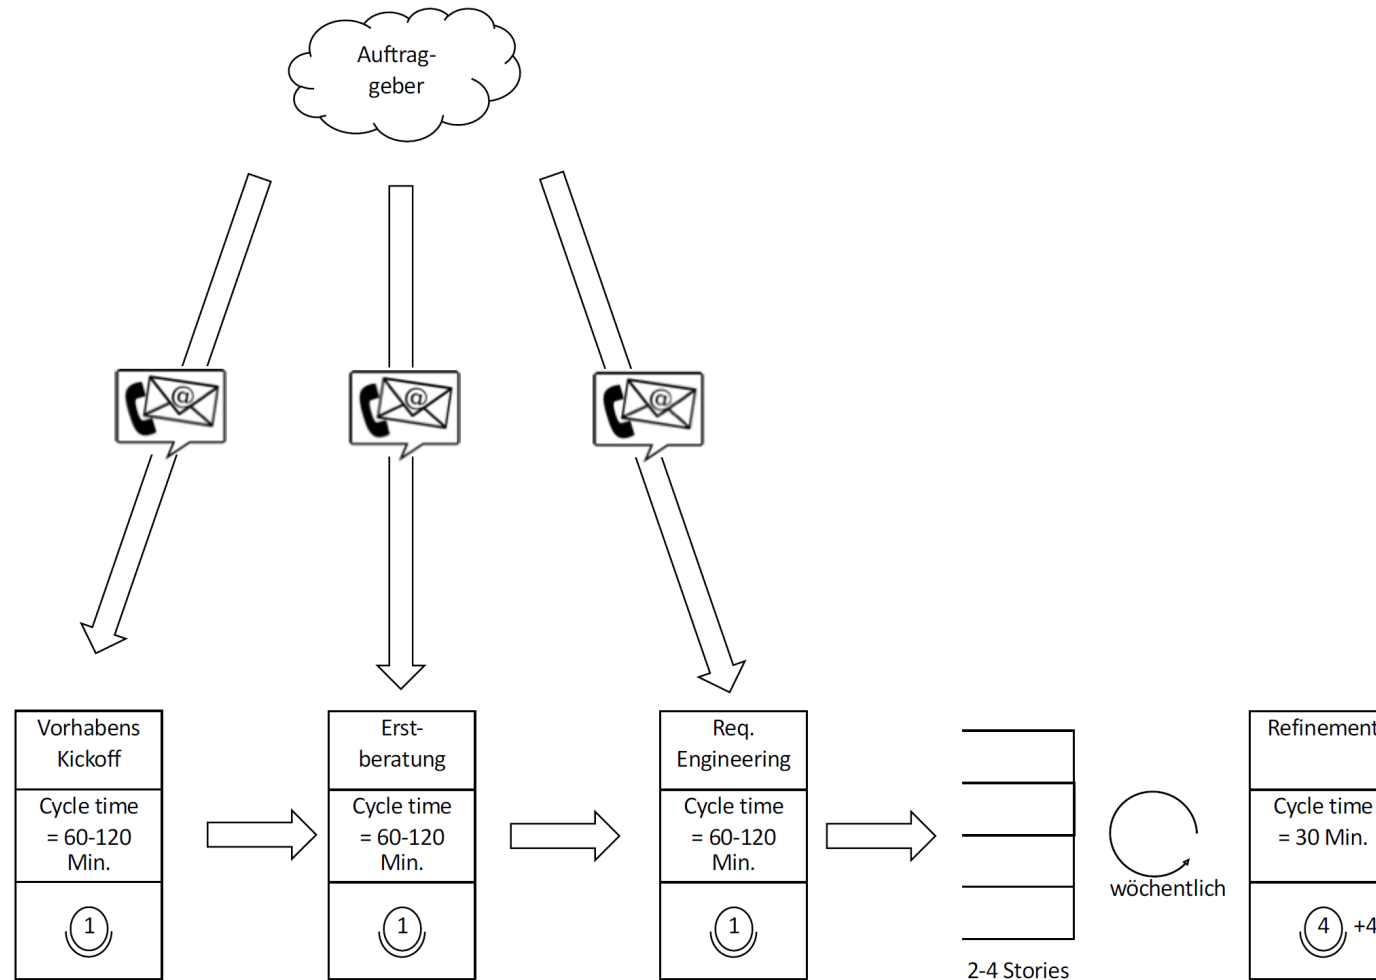 Auftrag-
geber
@
@
@
Vorhabens
Kickoff
Cycle time
= 60-120
Min.
1
Erst-
beratung
Cycle time
= 60-120
Min.
1
Req.
Engineering
Cycle time
= 60-120
Min.
1
2-4 Stories
wöchentlich
Refinement
Cycle time
= 30 Min.
4 +4